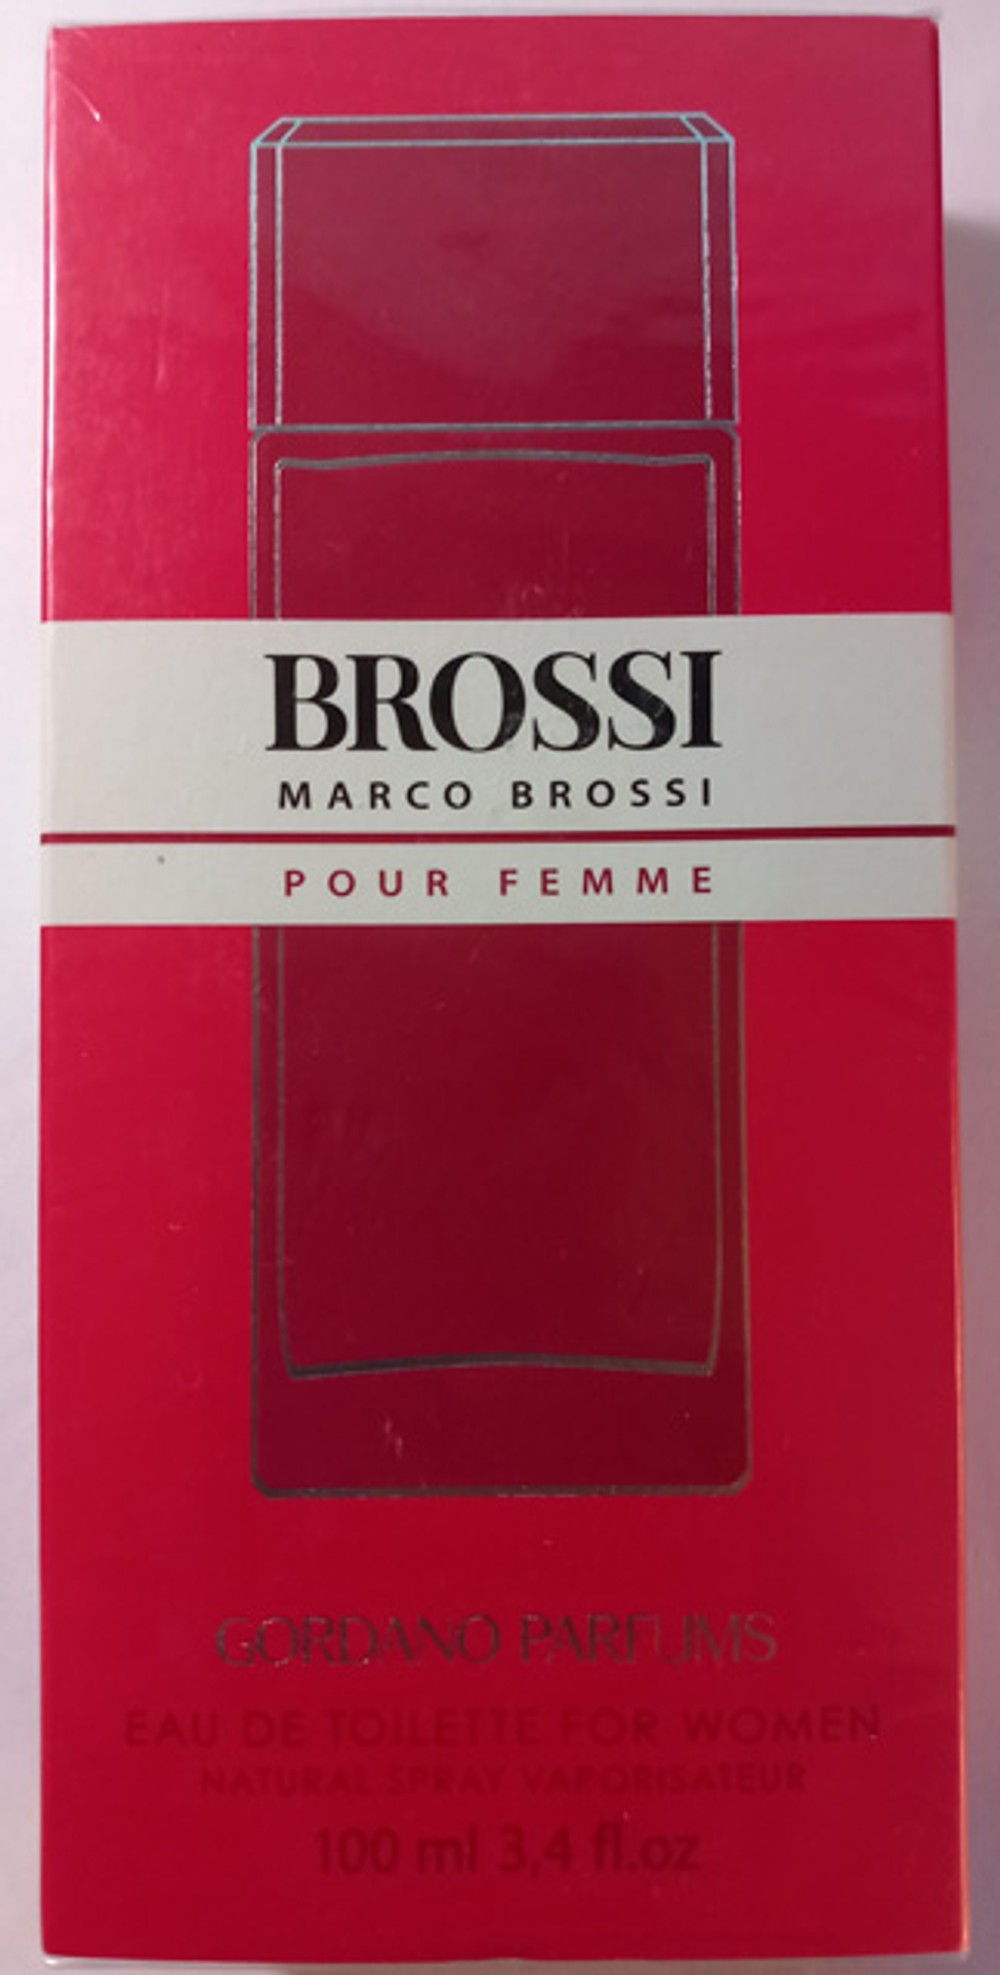 BROSSI
MARCO BROSSI
POUR FEMME
GORDANO PARFUMS
EAU DE TOILETTE FOR WOMEN
NATURAL SPRAY VAPORISATEUR
100 ml 3,4 fl.oz